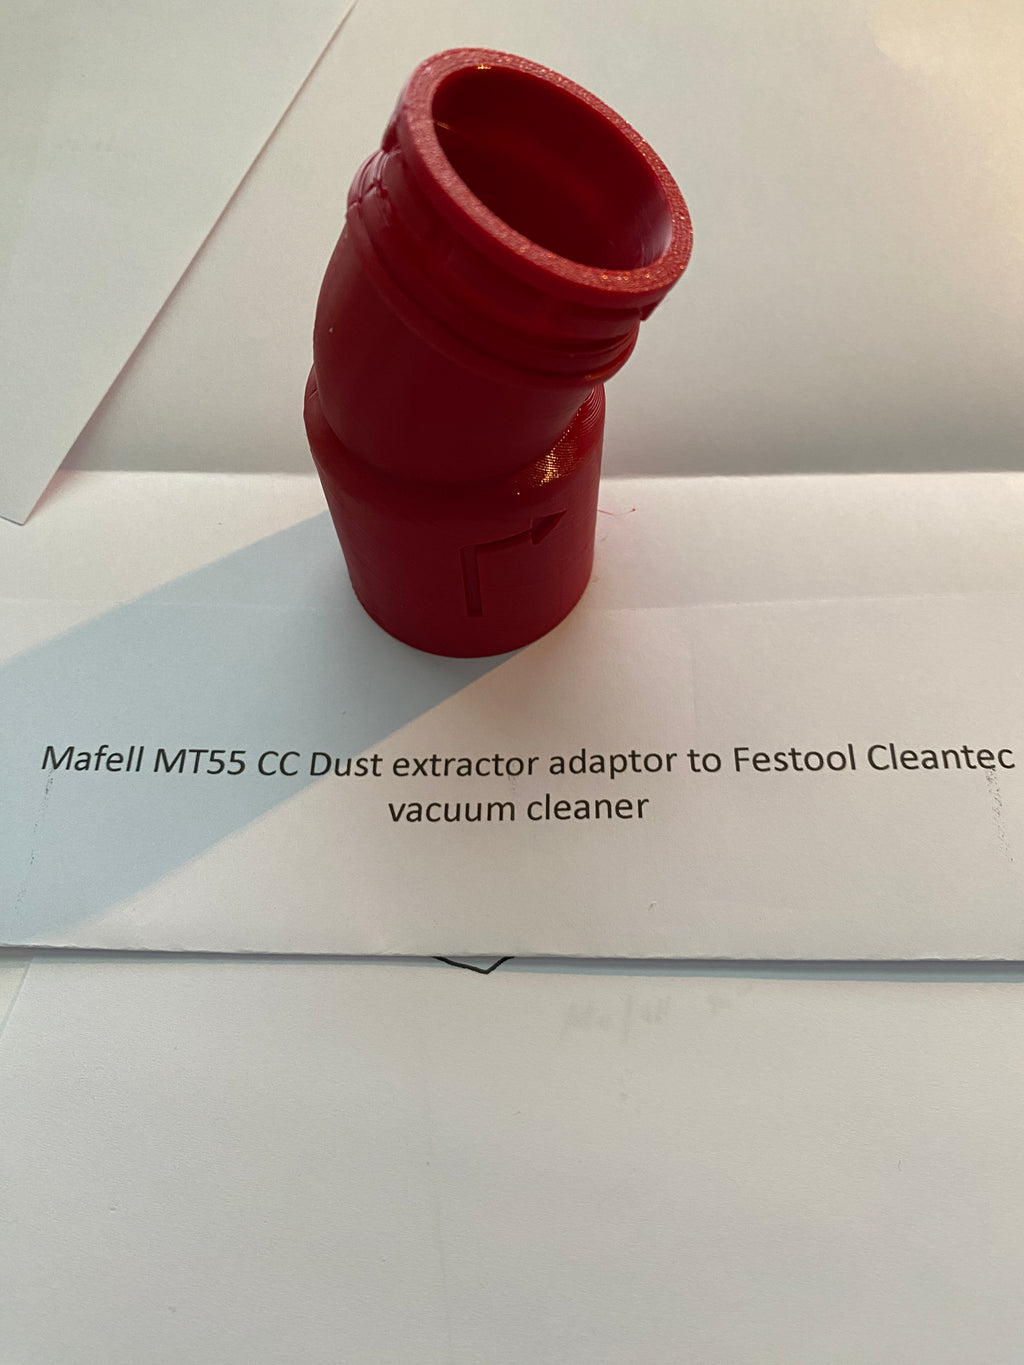 Mafell MT55 CC Dust extractor adaptor to Festool Cleantec
vacuum cleaner